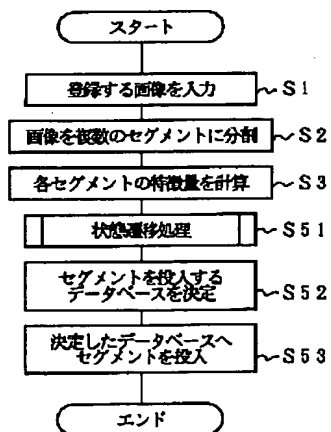 スタート
登録する画像を入力 S1
画像を複数のセグメントに分割 S2
各セグメントの特徴量を計算 S3
状態遷移処理 S51
セグメントを投入する
データベースを決定 S52
決定したデータベースへ
セグメントを投入 S53
エンド